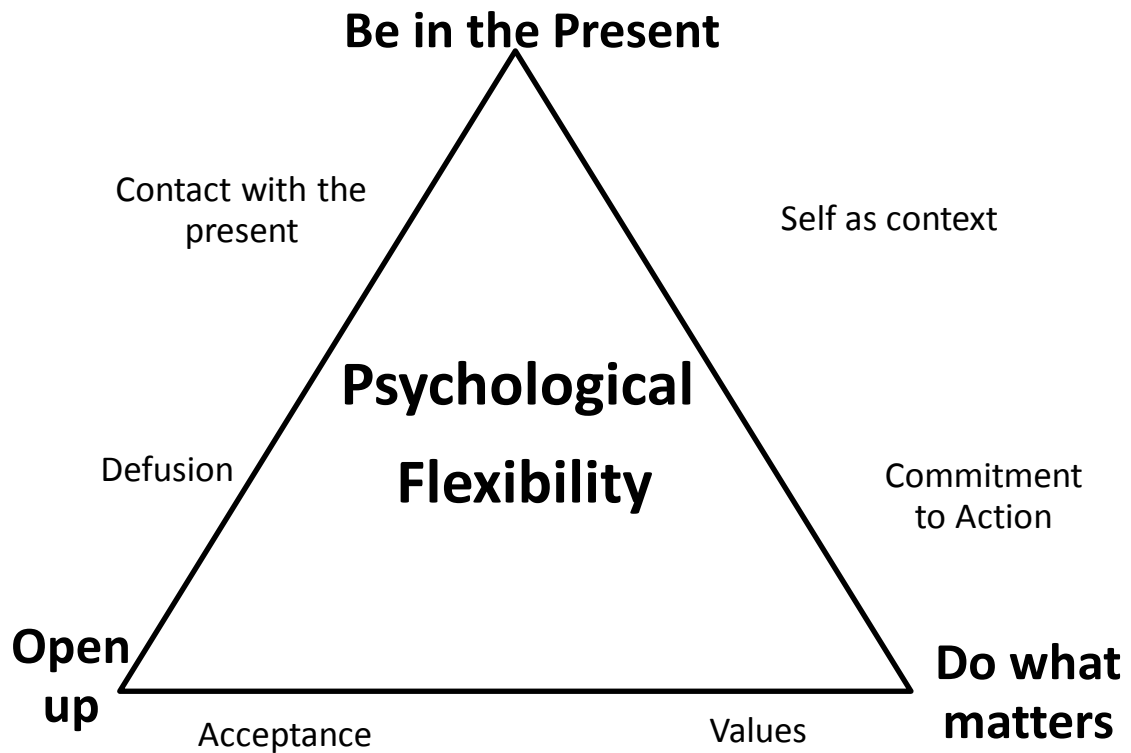 Be in the Present
Contact with the
present
Self as context
Psychological
Flexibility
Defusion
Commitment
to Action
Open
up
Do what
matters
Acceptance
Values